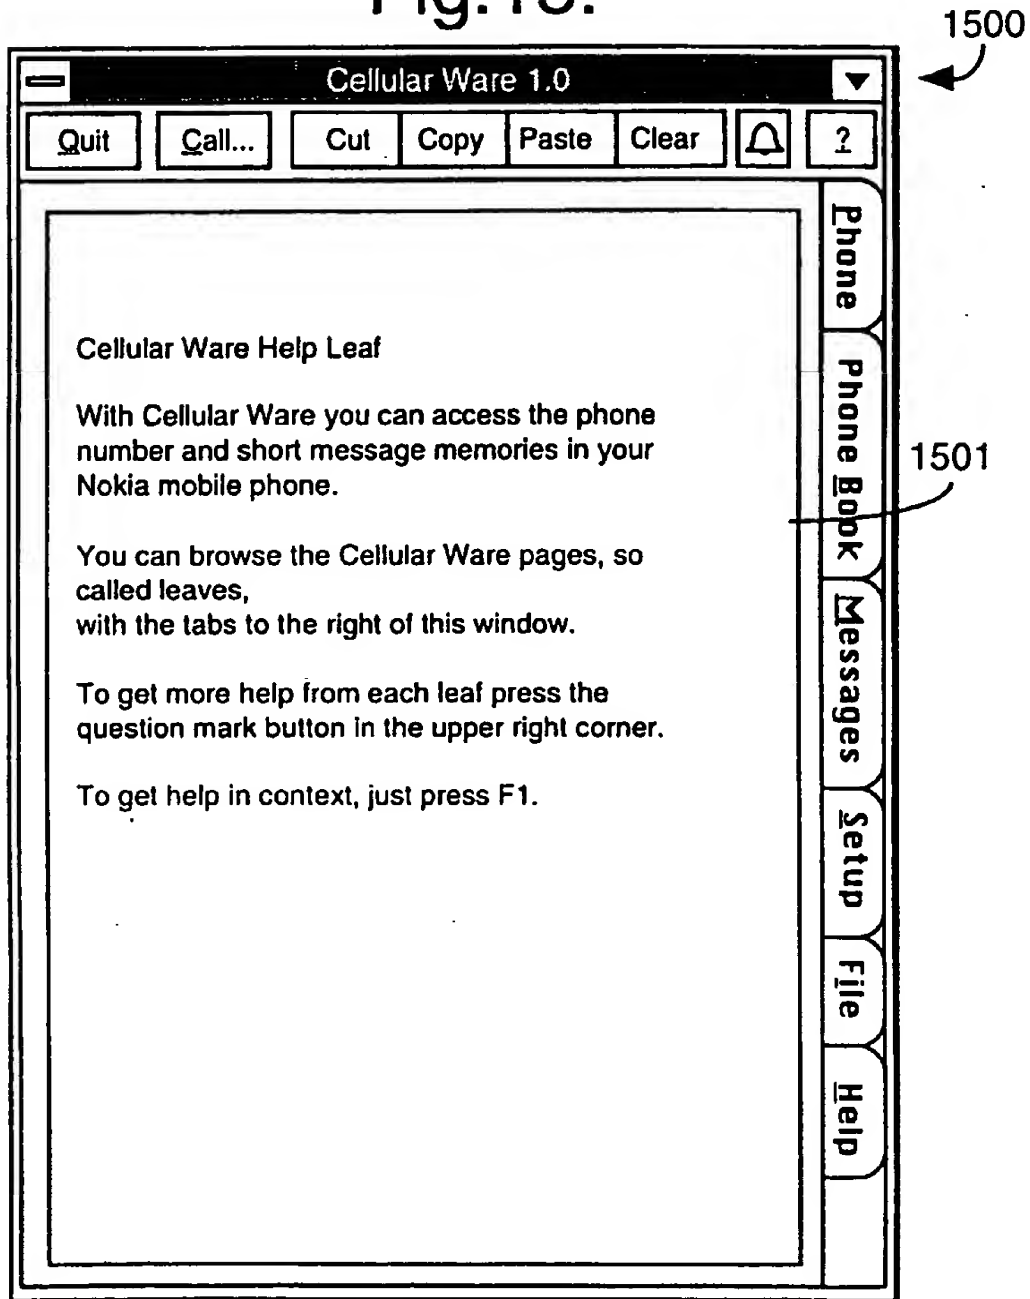 Fig.15.
1500
Cellular Ware 1.0
Quit Call... Cut Copy Paste Clear ?
Cellular Ware Help Leaf
With Cellular Ware you can access the phone
number and short message memories in your
Nokia mobile phone.
You can browse the Cellular Ware pages, so
called leaves,
with the tabs to the right of this window.
To get more help from each leaf press the
question mark button in the upper right corner.
To get help in context, just press F1.
Phone
Phone Book
1501
Messages
Setup
File
Help